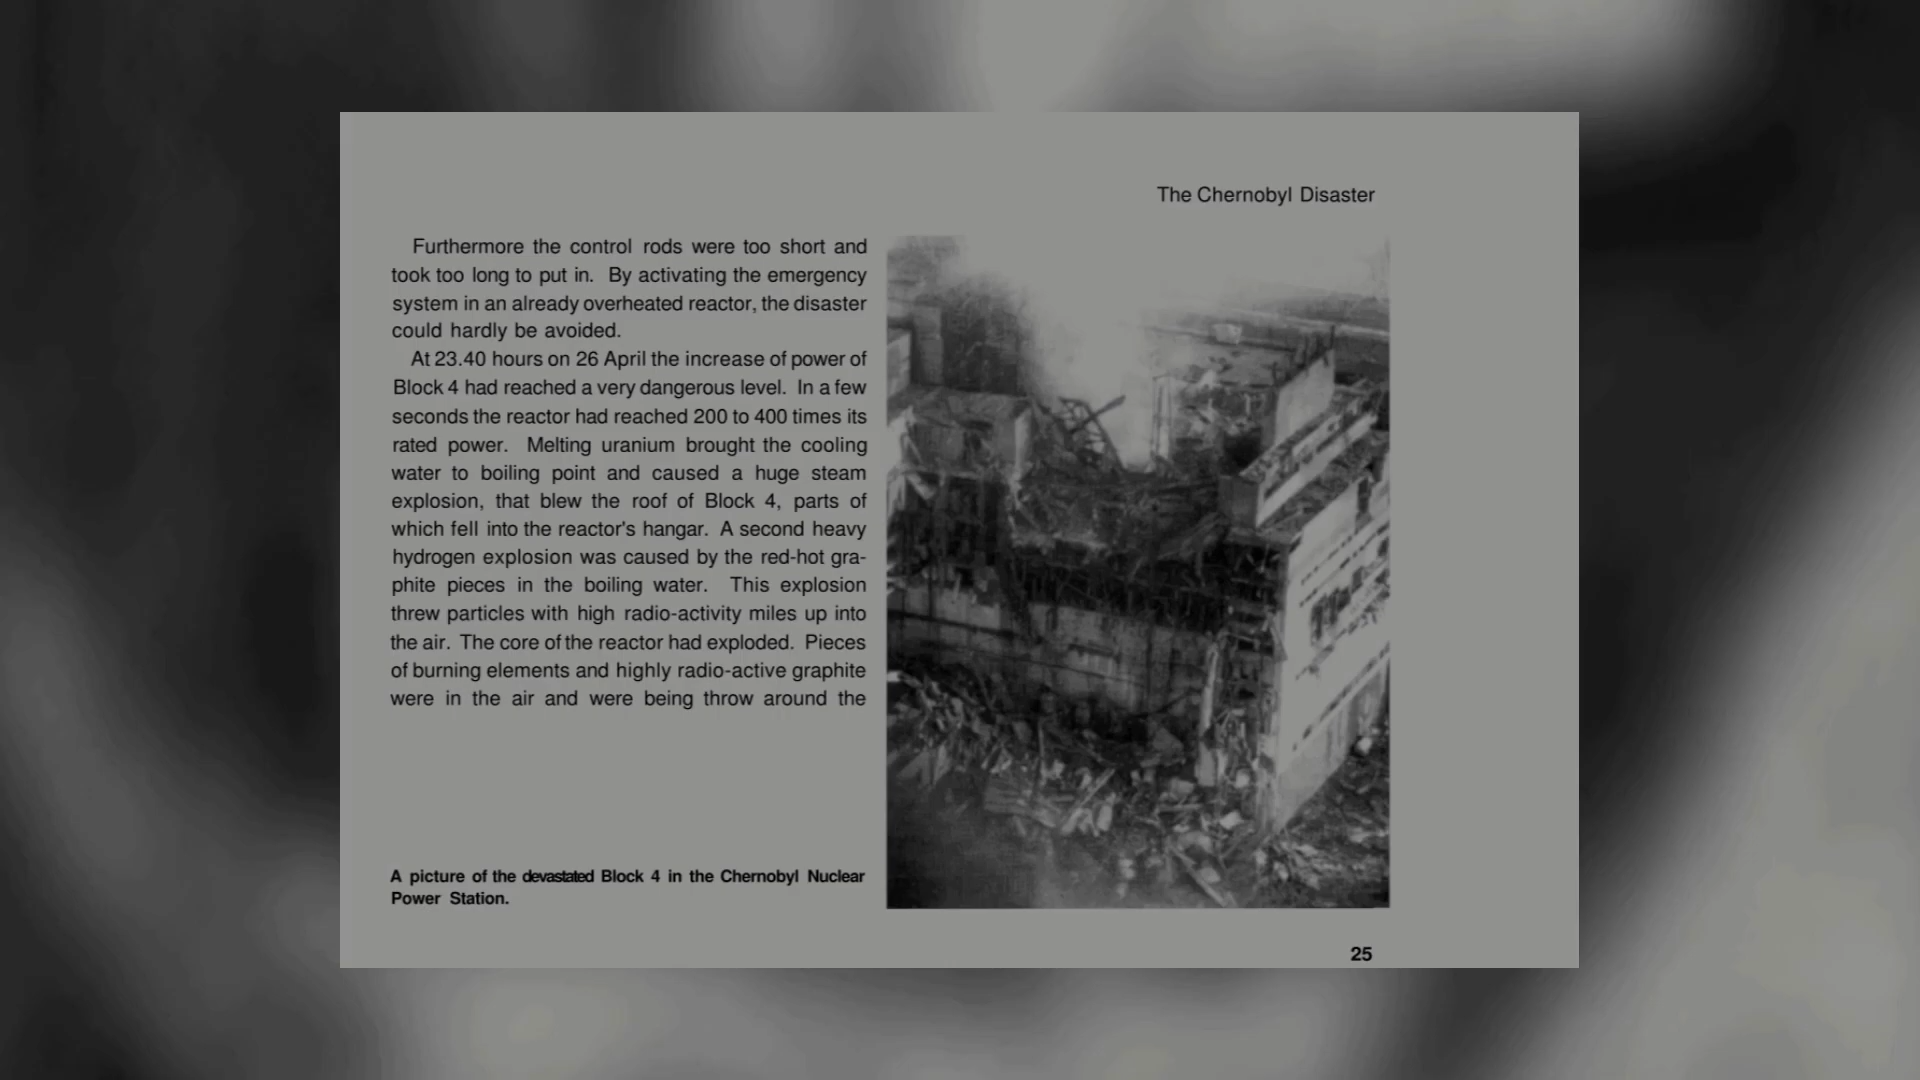 The Chernobyl Disaster
Furthermore the control rods were too short and
took too long to put in. By activating the emergency
system in an already overheated reactor, the disaster
could hardly be avoided.
At 23.40 hours on 26 April the increase of power of
Block 4 had reached a very dangerous level. In a few
seconds the reactor had reached 200 to 400 times its
rated power. Melting uranium brought the cooling
water to boiling point and caused a huge steam
explosion, that blew the roof of Block 4, parts of
which fell into the reactor's hangar. A second heavy
hydrogen explosion was caused by the red-hot gra-
phite pieces in the boiling water. This explosion
threw particles with high radio-activity miles up into
the air. The core of the reactor had exploded. Pieces
of burning elements and highly radio-active graphite
were in the air and were being throw around the
A picture of the devastated Block 4 in the Chernobyl Nuclear
Power Station.
25